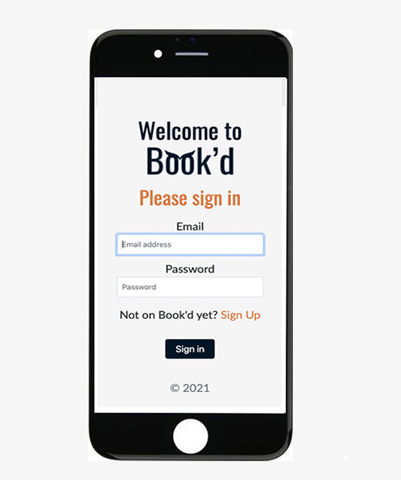 Welcome to
Book'd
Please sign in
Email
Email address
Password
Password
Not on Book'd yet? Sign Up
Sign in
© 2021